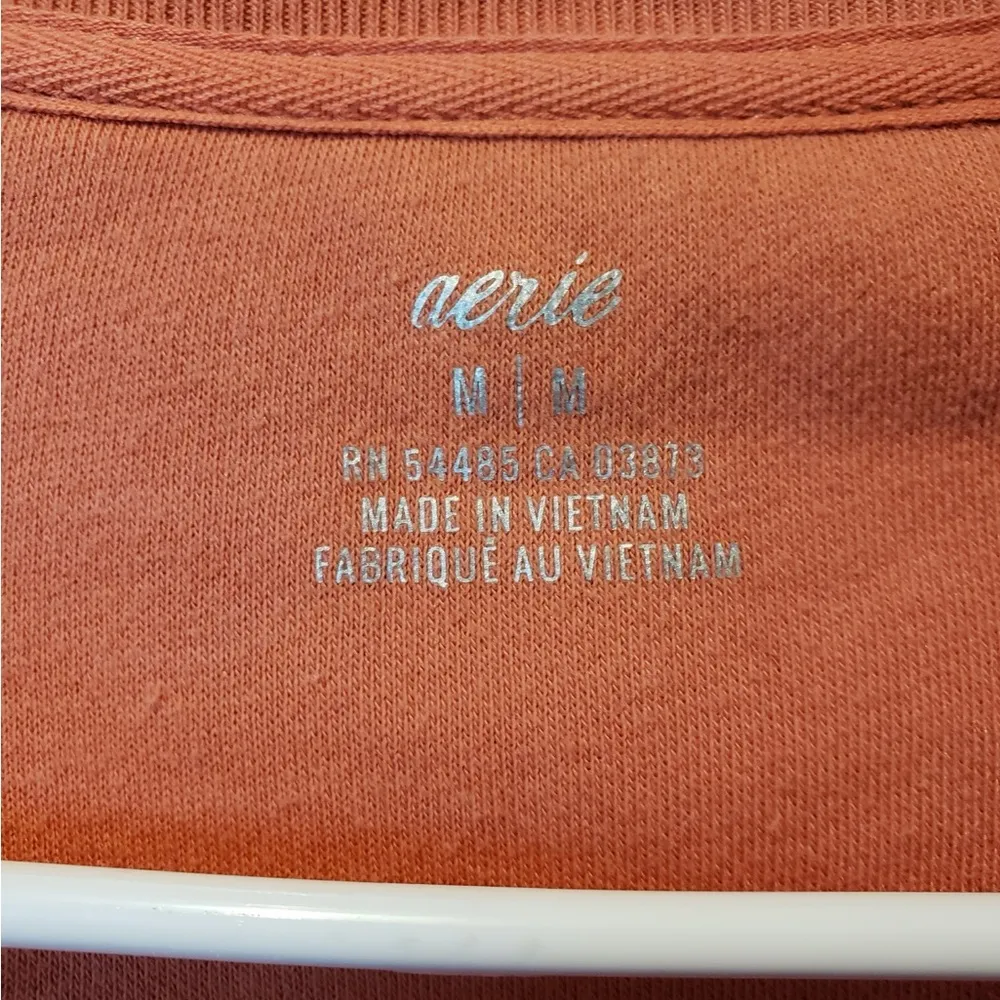 aerie
M | M
RN 54485 CA 03873
MADE IN VIETNAM
FABRIQUÉ AU VIETNAM